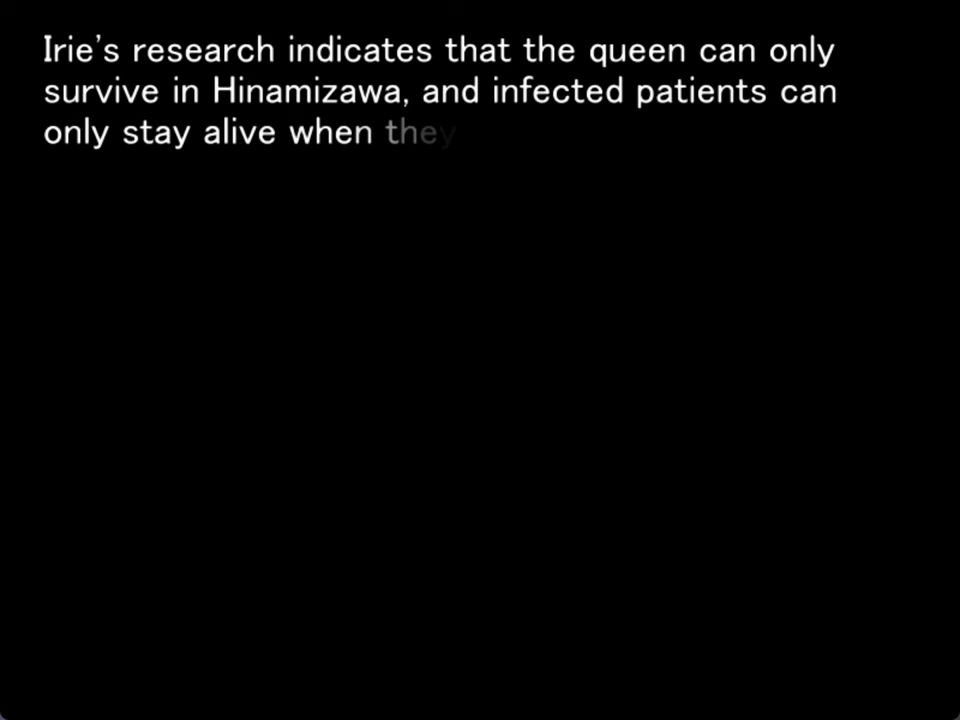 Irie's research indicates that the queen can only
survive in Hinamizawa, and infected patients can
only stay alive when they